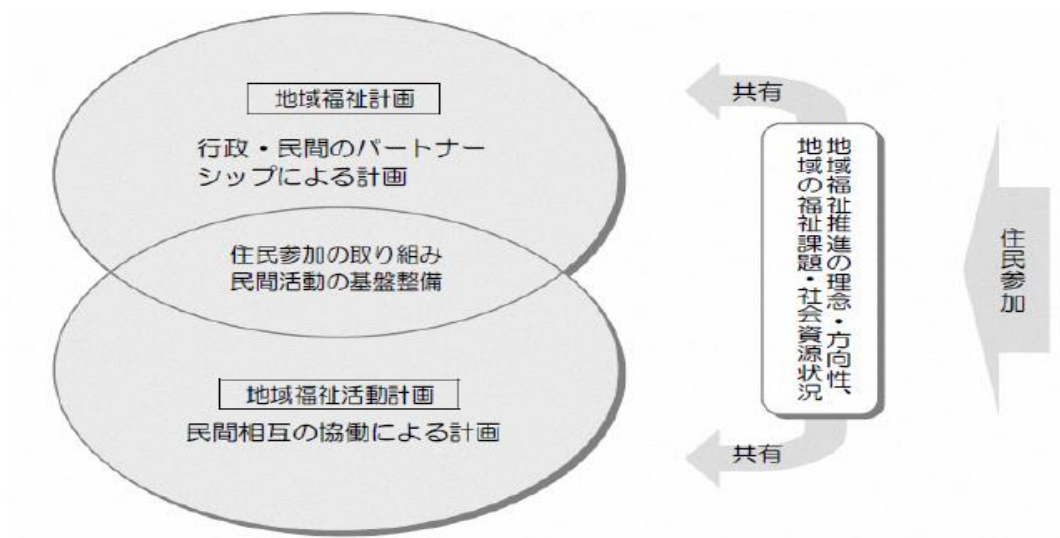 地域福祉計画
行政・民間のパートナー
シップによる計画
住民参加の取り組み
民間活動の基盤整備
地域福祉活動計画
民間相互の協働による計画
共有
地域福祉推進の理念・方向性、
地域の福祉課題・社会資源状況
共有
住民参加